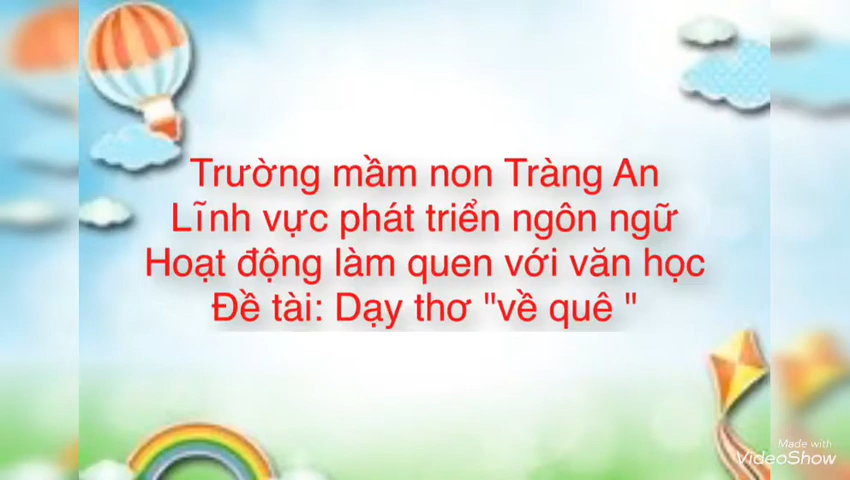 Trường mầm non Tràng An
Lĩnh vực phát triển ngôn ngữ
Hoạt động làm quen với văn học
Đề tài: Dạy thơ "về quê "
Made with
VideoShow